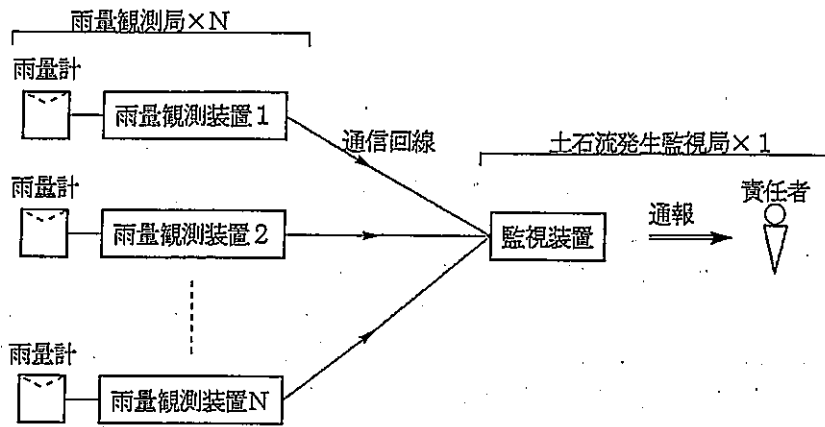 雨量観測局×N
雨量計
雨量観測装置1
通信回線
土石流発生監視局×1
雨量計
雨量観測装置2
監視装置
通報
責任者
雨量計
雨量観測装置N